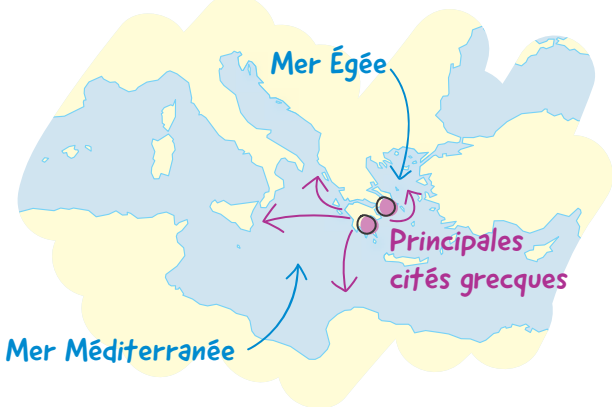 Mer Égée
Principales
cités grecques
Mer Méditerranée